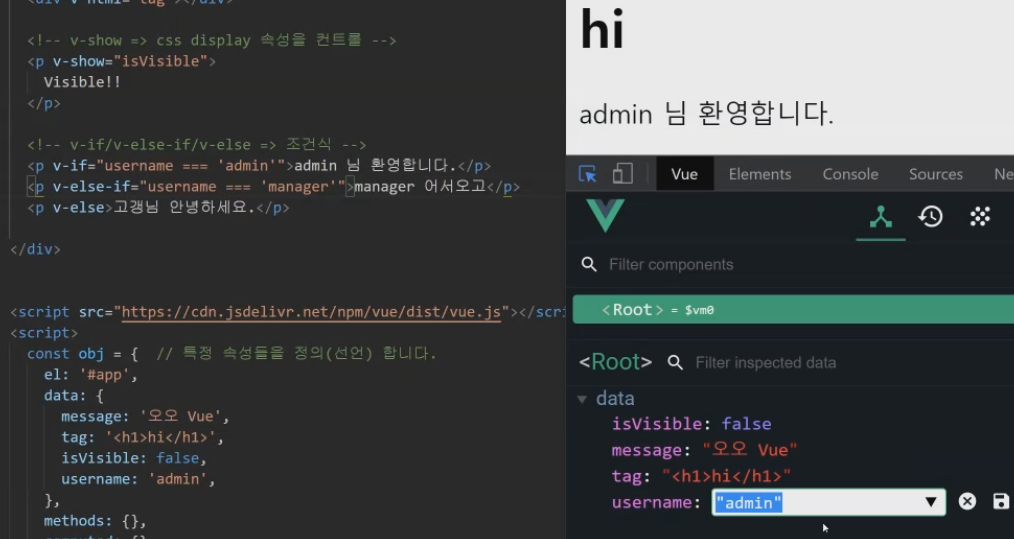 <div v-html="tag"></div>
<!-- v-show => css display 속성을 컨트롤 -->
<p v-show="isVisible">
Visible!!
</p>
<!-- v-if/v-else-if/v-else => 조건식 -->
<p v-if="username === 'admin'">admin 님 환영합니다.</p>
<p v-else-if="username === 'manager'">manager 어서오고</p>
<p v-else>고갱님 안녕하세요.</p>
</div>
<script src="https://cdn.jsdelivr.net/npm/vue/dist/vue.js"></scri
<script>
const obj = {  // 특정 속성들을 정의(선언) 합니다.
el: '#app',
data: {
message: '오오 Vue',
tag: '<h1>hi</h1>',
isVisible: false,
username: 'admin',
},
methods: {},
hi
admin 님 환영합니다.
Vue Elements Console Sources Ne
Filter components
<Root> = $vm0
<Root> Filter inspected data
data
isVisible: false
message: "오오 Vue"
tag: "<h1>hi</h1>"
username: "admin"